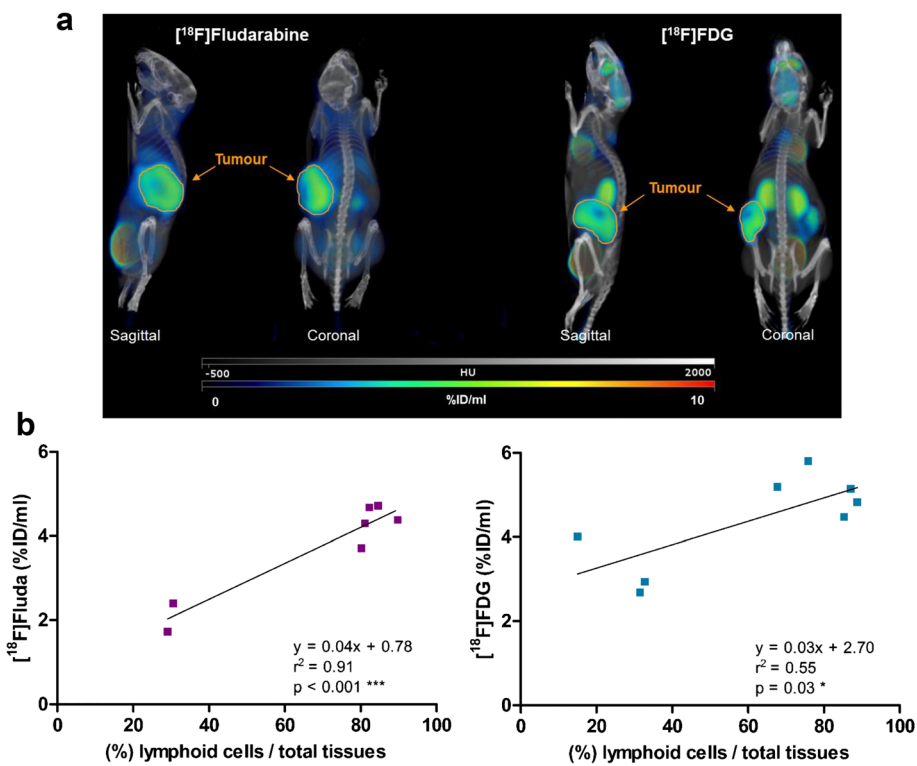 a
[¹⁸F]Fludarabine
[¹⁸F]FDG
Tumour
Tumour
Sagittal
Coronal
Sagittal
Coronal
-500 HU 2000
0 %ID/ml 10
b
[¹⁸F]Fluda (%ID/ml)
6
4
2
0
0 20 40 60 80 100
(%) lymphoid cells / total tissues
y = 0.04x + 0.78
r² = 0.91
p < 0.001 ***
[¹⁸F]FDG (%ID/ml)
6
4
2
0
0 20 40 60 80 100
(%) lymphoid cells / total tissues
y = 0.03x + 2.70
r² = 0.55
p = 0.03 *